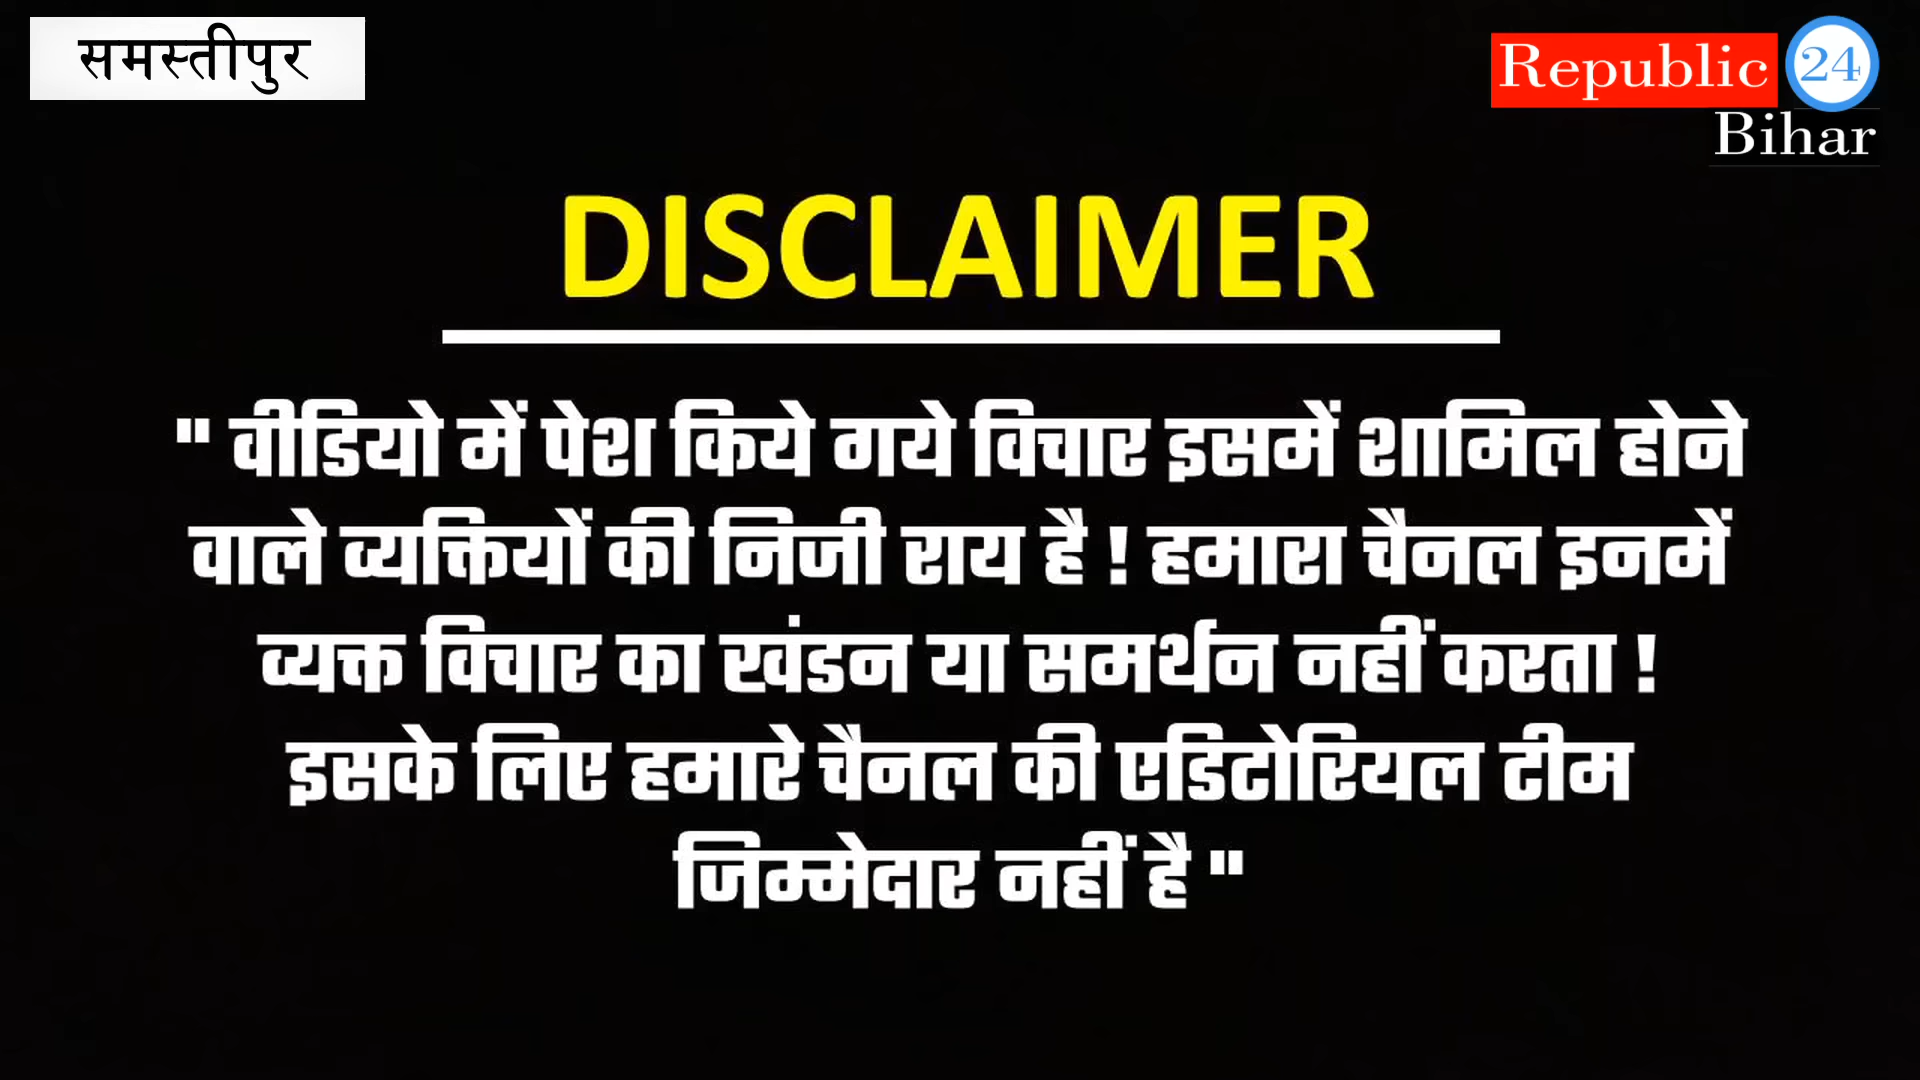 समस्तीपुर
Republic 24
Bihar
DISCLAIMER
" वीडियो में पेश किये गये विचार इसमें शामिल होने
वाले व्यक्तियों की निजी राय है ! हमारा चैनल इनमें
व्यक्त विचार का खंडन या समर्थन नहीं करता !
इसके लिए हमारे चैनल की एडिटोरियल टीम
जिम्मेदार नहीं है "